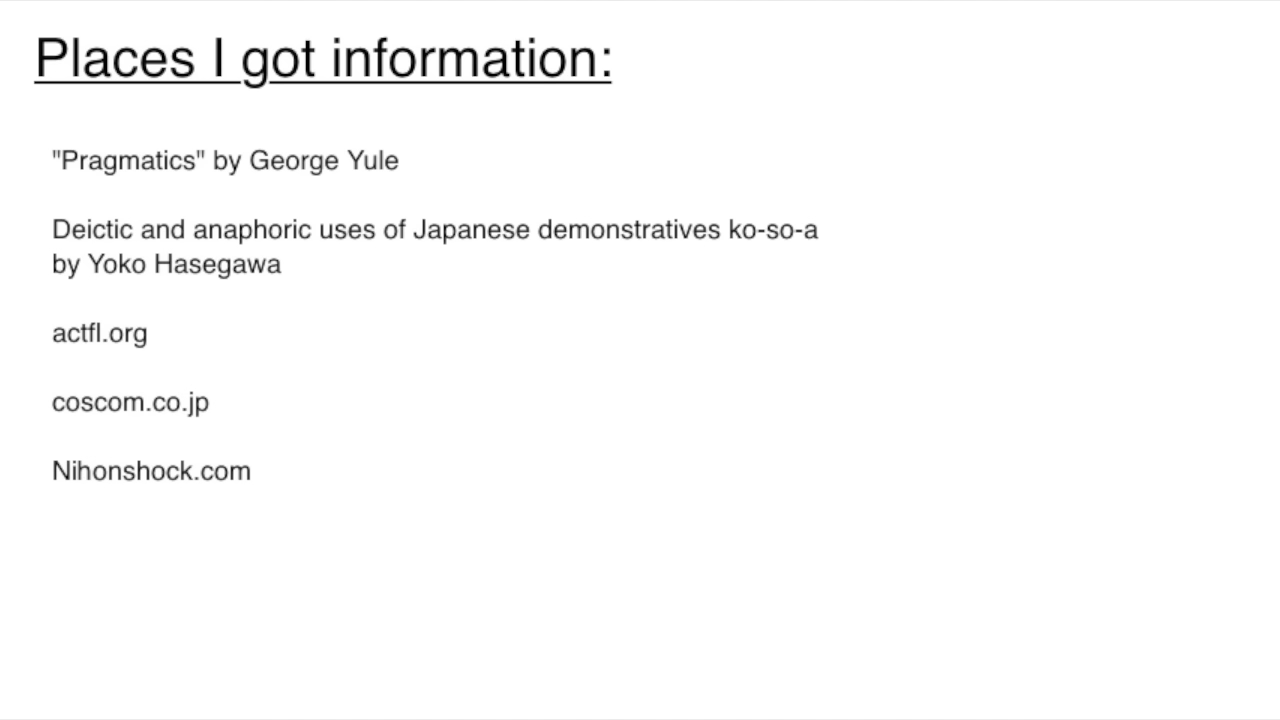 Places I got information:
"Pragmatics" by George Yule
Deictic and anaphoric uses of Japanese demonstratives ko-so-a
by Yoko Hasegawa
actfl.org
coscom.co.jp
Nihonshock.com